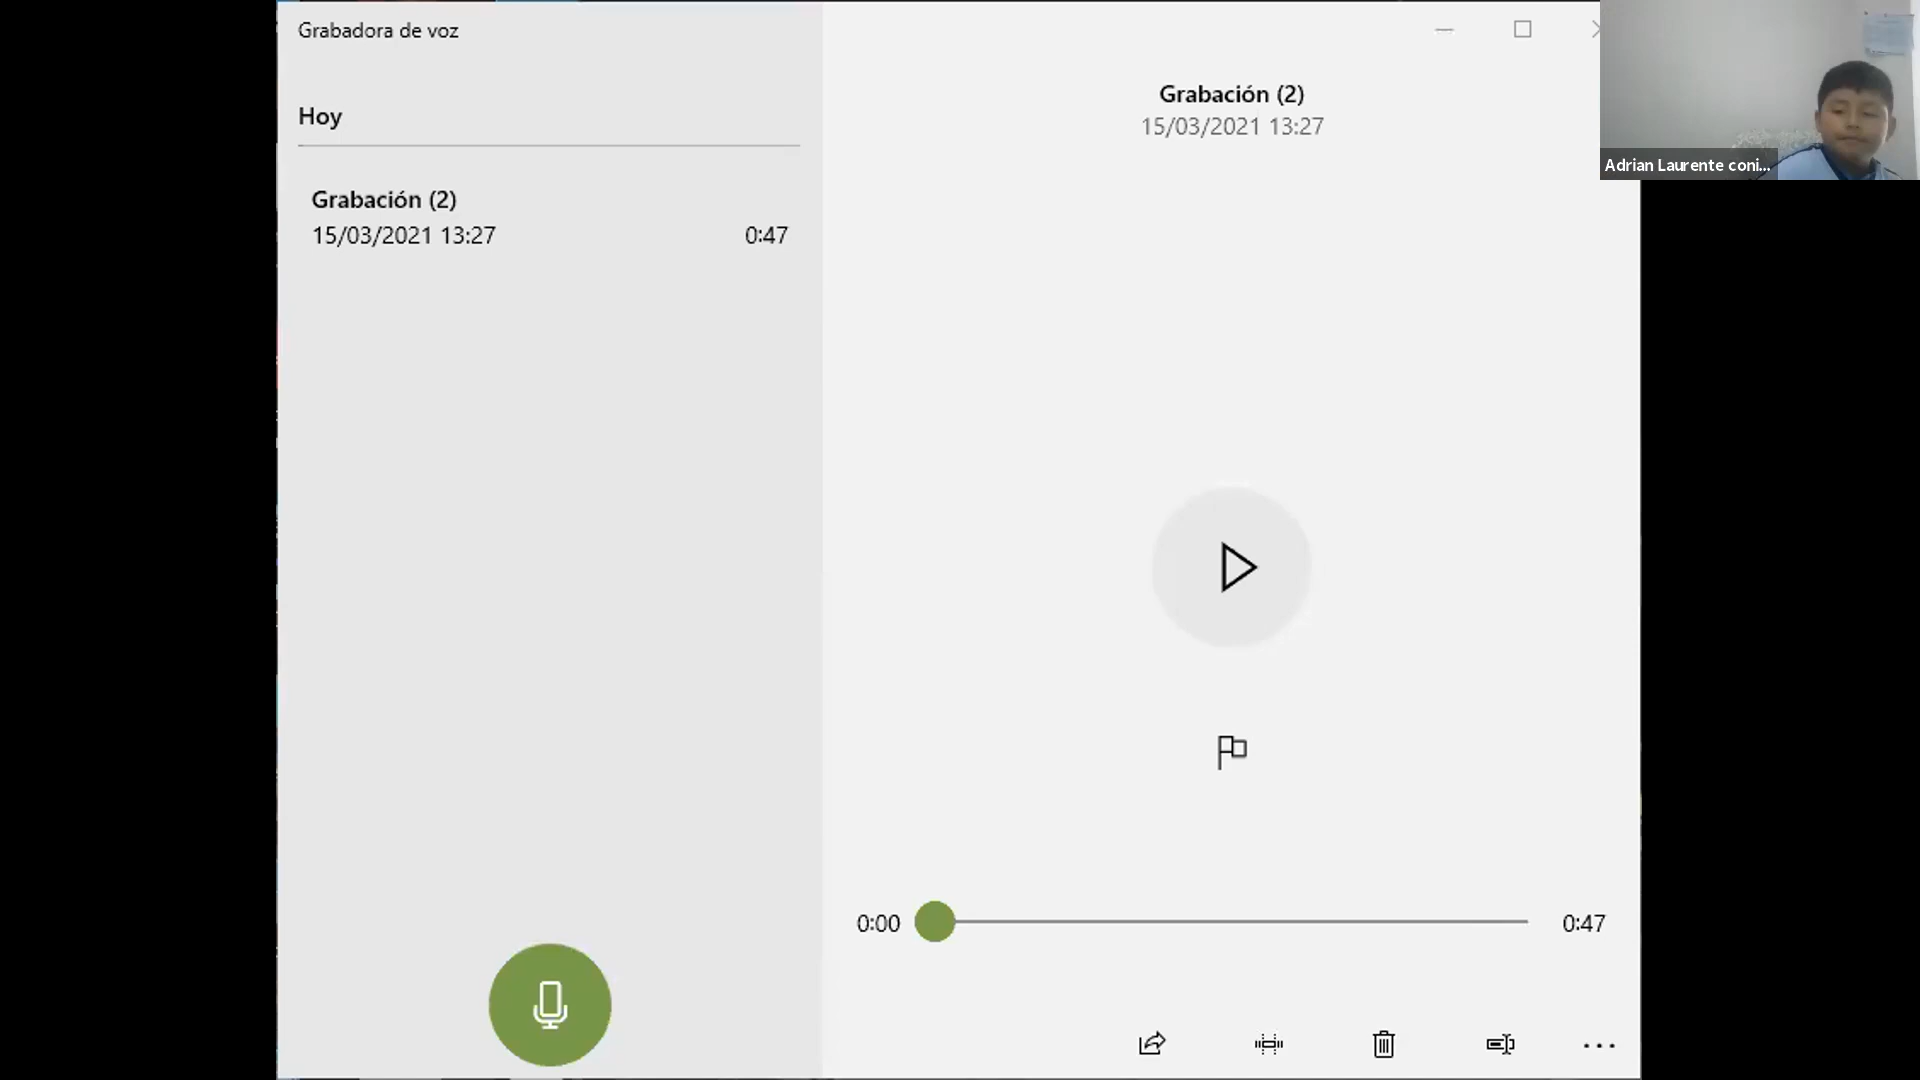 Grabadora de voz
Hoy
Grabación (2)
15/03/2021 13:27
0:47
Grabación (2)
15/03/2021 13:27
0:00
0:47
Adrian Laurente coni...